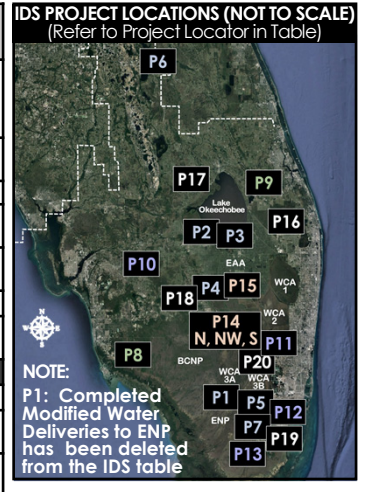 IDS PROJECT LOCATIONS (NOT TO SCALE)
(Refer to Project Locator in Table)
P6
P17
P9
Lake
Okeechobee
P16
P2
P3
EAA
P10
P4
P15
WCA
1
P18
WCA
2
P14
N, NW, S
P11
P8
BCNP
P20
WCA
3A
WCA
3B
NOTE:
P1: Completed
Modified Water
Deliveries to ENP
has been deleted
from the IDS table
P1
P5
P12
ENP
P7
P19
P13